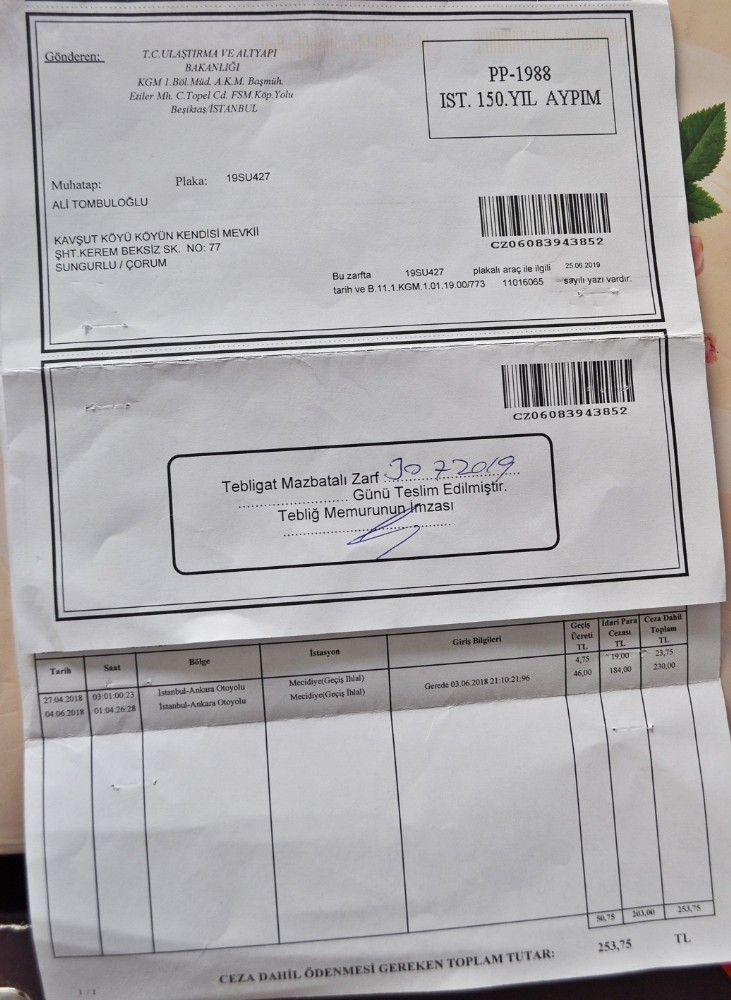 Gönderen:
T.C.ULAŞTIRMA VE ALTYAPI
BAKANLIĞI
KGM 1.Böl.Müd. A.K.M. Başmüh.
Etiler Mh. C.Topel Cd. FSM.Köp.Yolu
Beşiktaş/İSTANBUL
PP-1988
IST. 150.YIL AYPIM
Muhatap: Plaka: 19SU427
ALİ TOMBULOĞLU
KAVŞUT KÖYÜ KÖYÜN KENDİSİ MEVKİİ
ŞHT.KEREM BEKSİZ SK. NO: 77
SUNGURLU / ÇORUM
CZ06083943852
Bu zarfta 19SU427 plakalı araç ile ilgili 25.06.2019
tarih ve B.11.1.KGM.1.01.19.00/773 11016065 sayılı yazı vardır.
CZ06083943852
Tebligat Mazbatalı Zarf 30 7 2019
Günü Teslim Edilmiştir.
Tebliğ Memurunun İmzası
Tarih Saat Bölge İstasyon Giriş Bilgileri Geçiş Ücreti TL İdari Para Cezası TL Ceza Dahil Toplam TL
27.04.2018 03:01:00:23 İstanbul-Ankara Otoyolu Mecidiye(Geçiş İhlal) 4,75 19,00 23,75
04.06.2018 01:04:26:28 İstanbul-Ankara Otoyolu Mecidiye(Geçiş İhlal) Gerede 03.06.2018 21:10:21:96 46,00 184,00 230,00
50,75 203,00 253,75
CEZA DAHİL ÖDENMESİ GEREKEN TOPLAM TUTAR: 253,75 TL
1 / 1